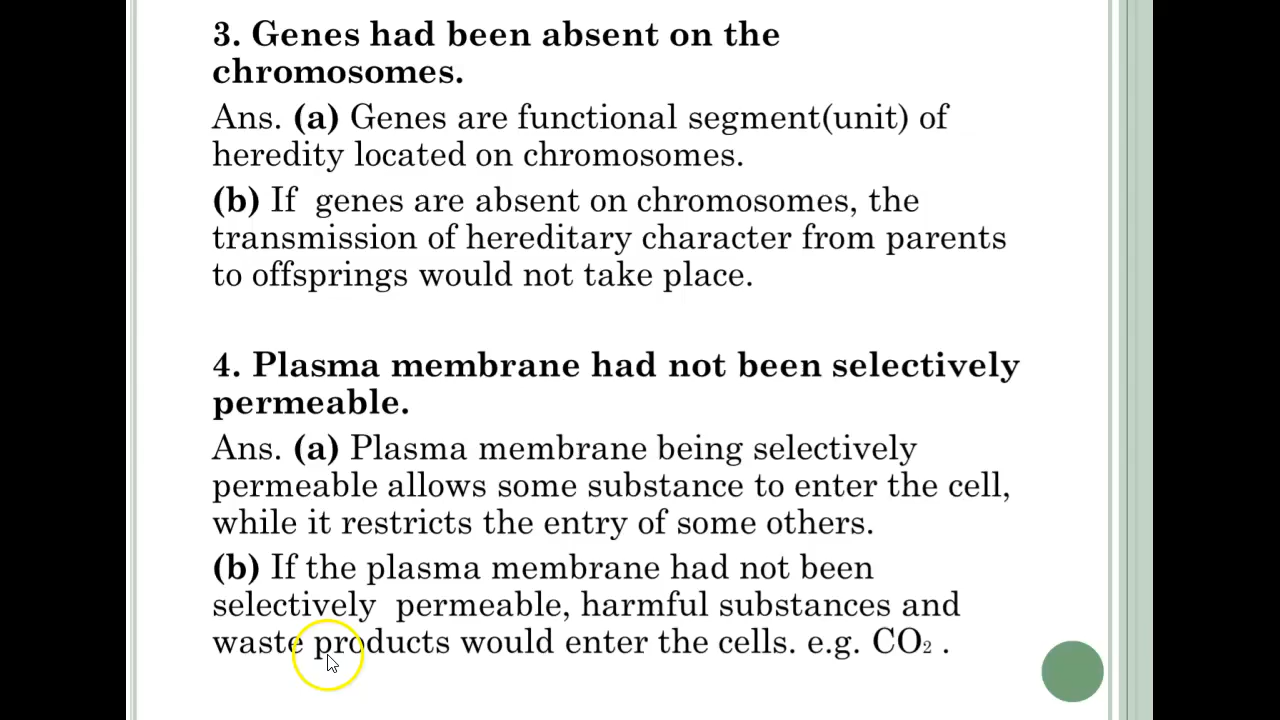 3. Genes had been absent on the
chromosomes.
Ans. (a) Genes are functional segment(unit) of
heredity located on chromosomes.
(b) If  genes are absent on chromosomes, the
transmission of hereditary character from parents
to offsprings would not take place.
4. Plasma membrane had not been selectively
permeable.
Ans. (a) Plasma membrane being selectively
permeable allows some substance to enter the cell,
while it restricts the entry of some others.
(b) If the plasma membrane had not been
selectively  permeable, harmful substances and
waste products would enter the cells. e.g. CO₂ .